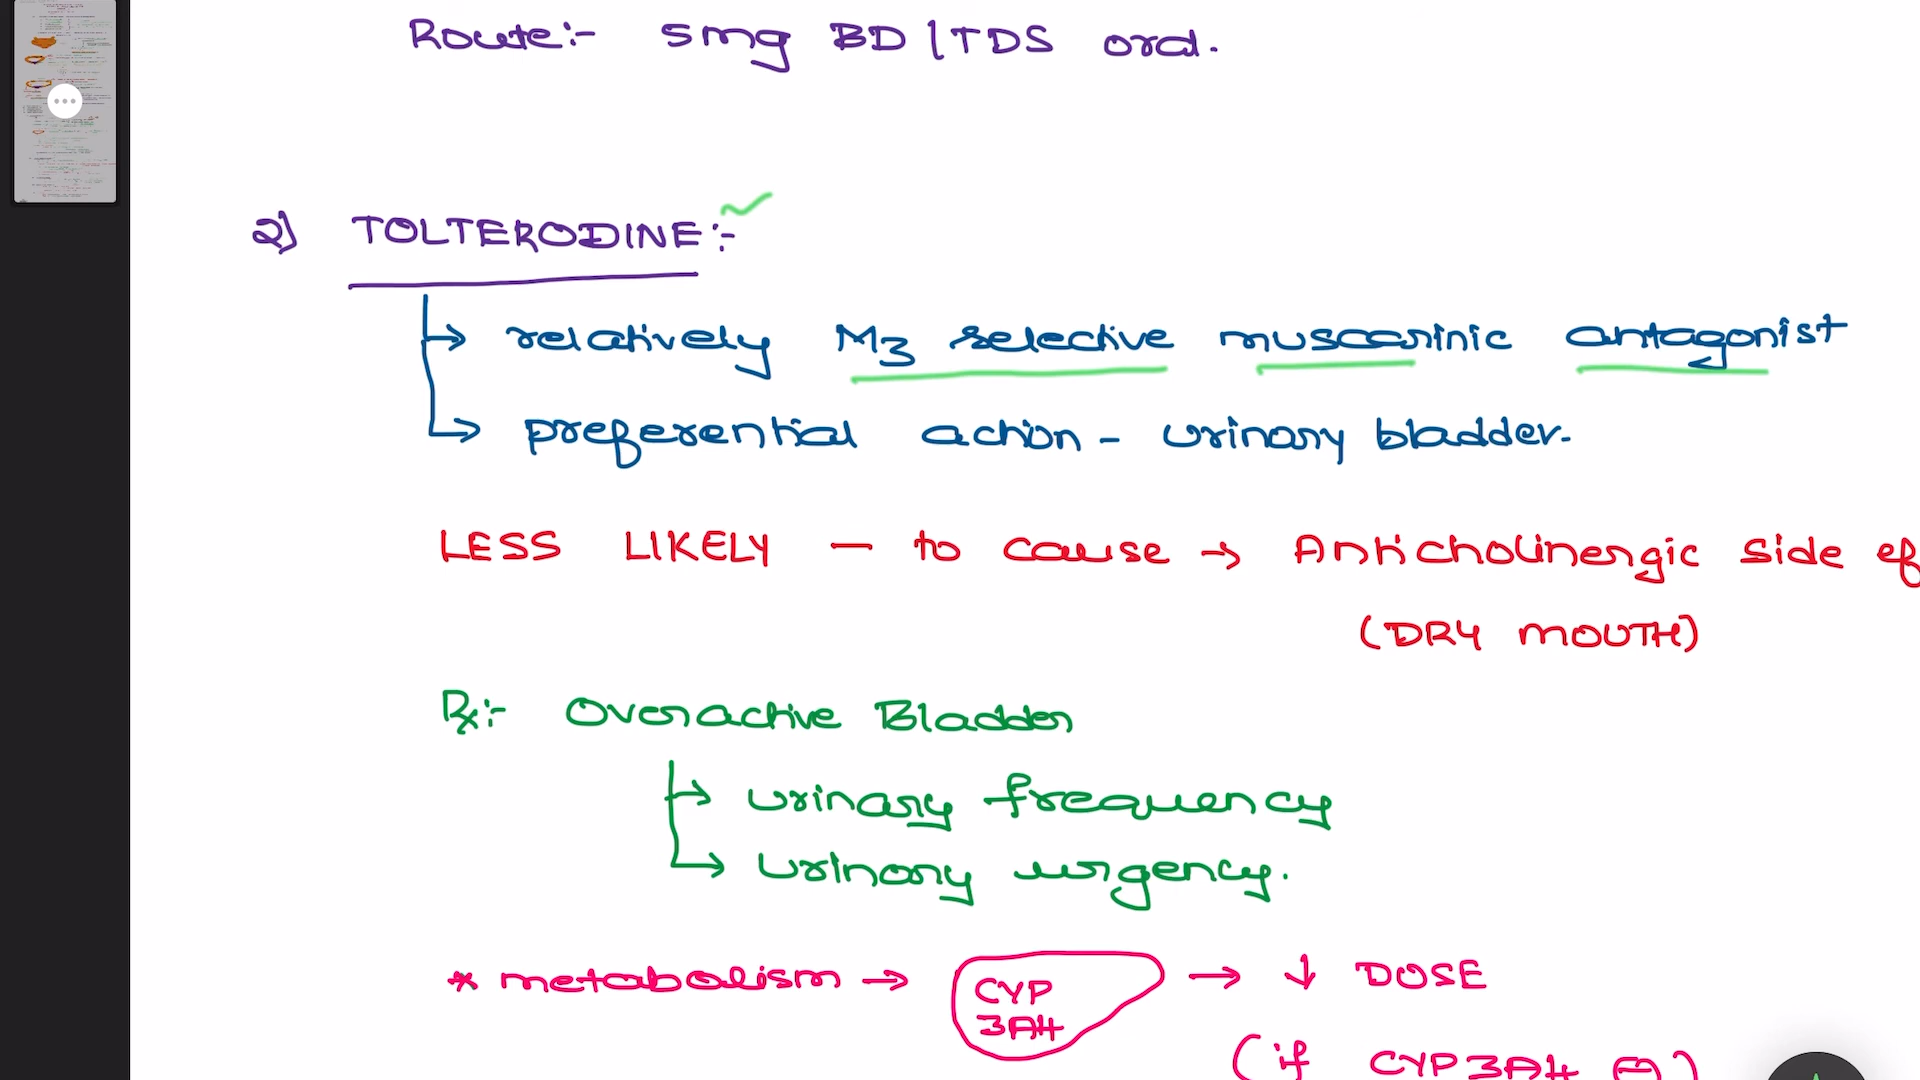 Route:- 5mg BD/TDS oral.
2) TOLTERODINE:-
→ relatively M3 selective muscarinic antagonist
→ preferential action - urinary bladder.
LESS LIKELY - to cause → Anticholinergic side ef
(DRY MOUTH)
Rx:- Overactive Bladder
→ urinary frequency
→ urinary urgency.
* metabolism → CYP 3A4 → ↓ DOSE
(if CYP3A4 ⊖)